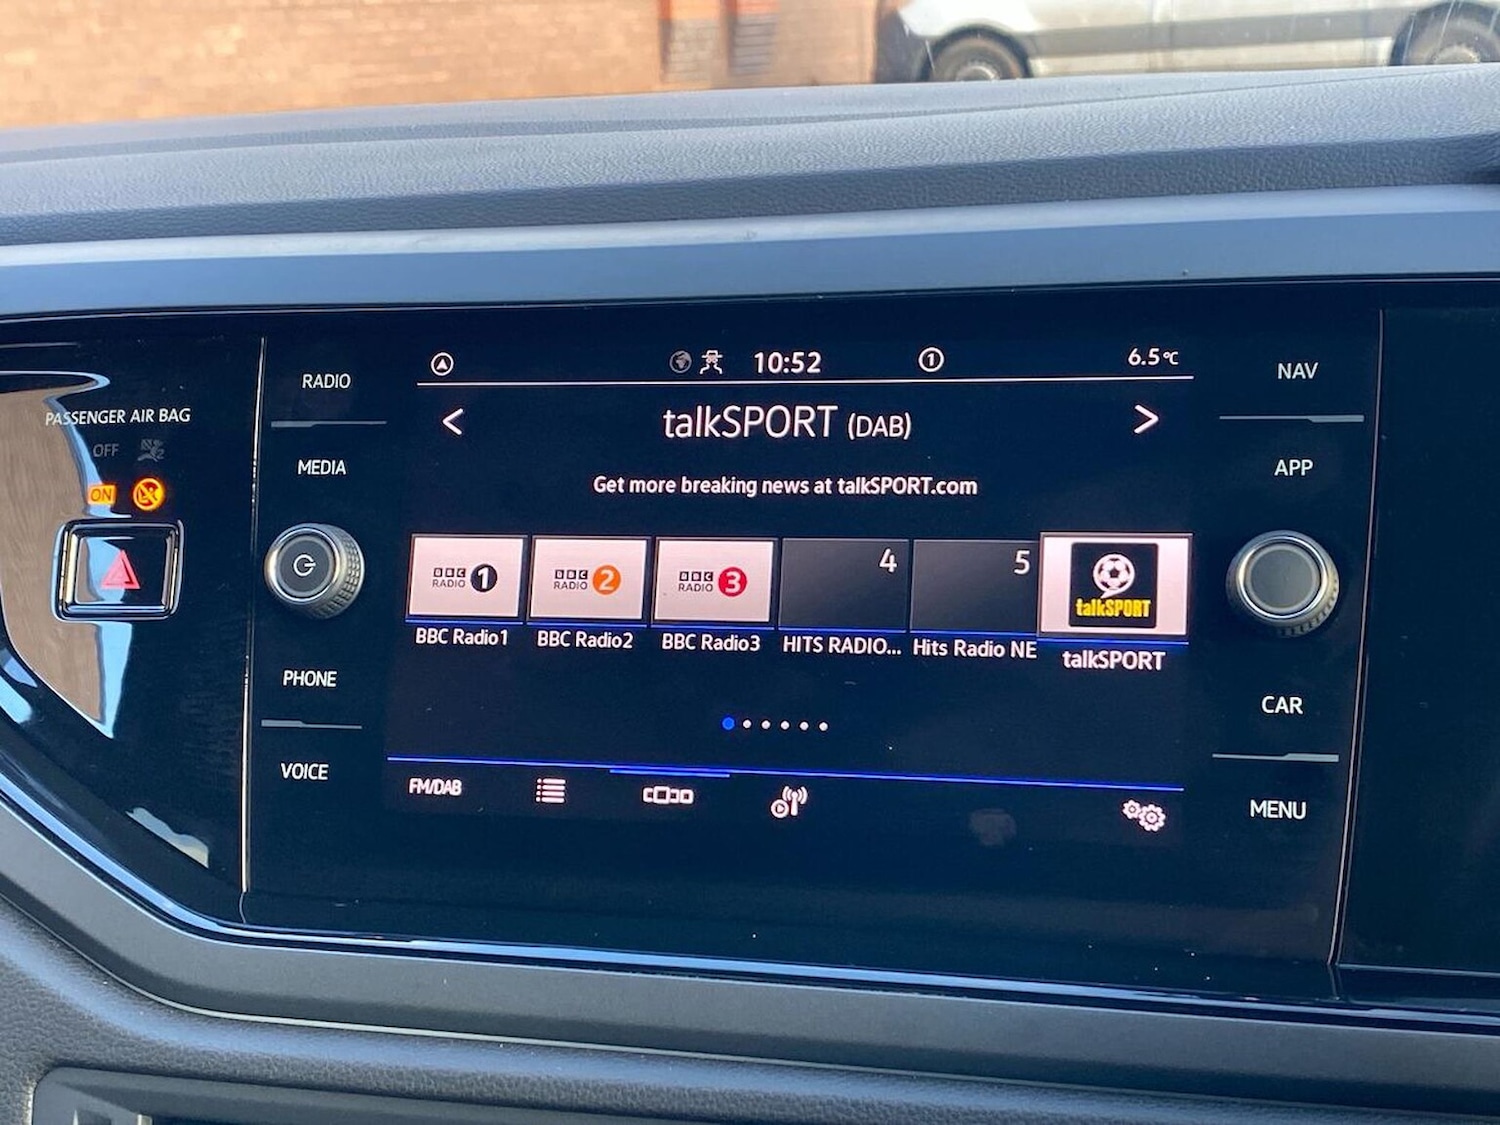 PASSENGER AIR BAG
OFF
ON
RADIO
MEDIA
PHONE
VOICE
10:52
1
6.5°C
talkSPORT (DAB)
Get more breaking news at talkSPORT.com
BBC RADIO 1
BBC RADIO 2
BBC RADIO 3
4
5
talkSPORT
BBC Radio1
BBC Radio2
BBC Radio3
HITS RADIO...
Hits Radio NE
talkSPORT
FM/DAB
NAV
APP
CAR
MENU